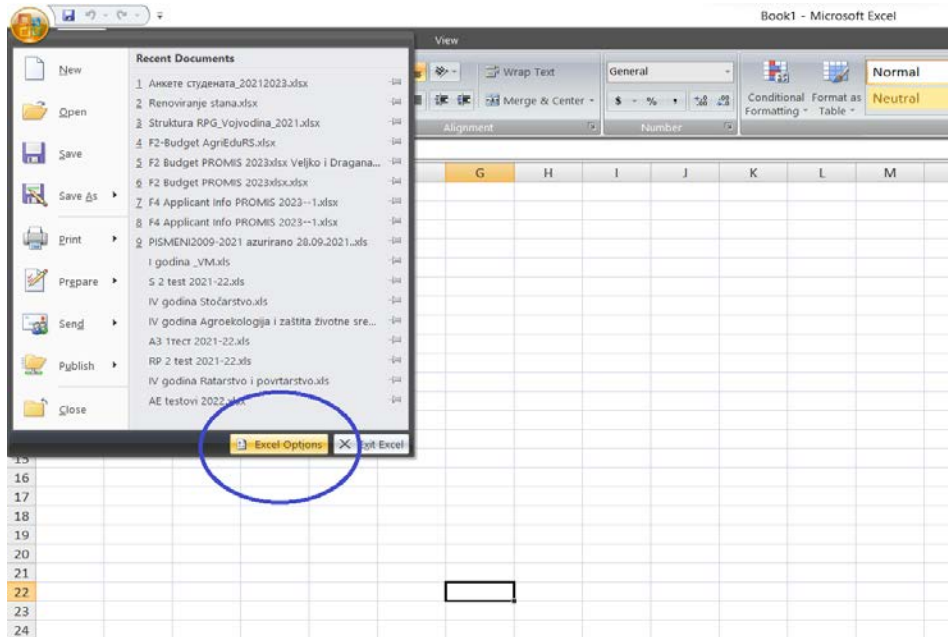 Book1 - Microsoft Excel
View
Recent Documents
New
Open
Save
Save As
Print
Prepare
Send
Publish
Close
1 Анкете студената_20212023.xlsx
2 Renoviranje stana.xlsx
3 Struktura RPG_Vojvodina_2021.xlsx
4 F2-Budget AgriEduRS.xlsx
5 F2 Budget PROMIS 2023xlsx Veljko i Dragana...
6 F2 Budget PROMIS 2023xlsx.xlsx
7 F4 Applicant Info PROMIS 2023--1.xlsx
8 F4 Applicant Info PROMIS 2023--1.xlsx
9 PISMENI2009-2021 azurirano 28.09.2021..xls
I godina _VM.xls
S 2 test 2021-22.xls
IV godina Stočarstvo.xls
IV godina Agroekologija i zaštita životne sre...
А3 1тест 2021-22.xls
RP 2 test 2021-22.xls
IV godina Ratarstvo i povrtarstvo.xls
AE testovi 2022.xlsx
Excel Options
Exit Excel
Wrap Text
Merge & Center
Alignment
General
$ % ,
Number
Conditional Formatting
Format as Table
Normal
Neutral
G H I J K L M
15
16
17
18
19
20
21
22
23
24